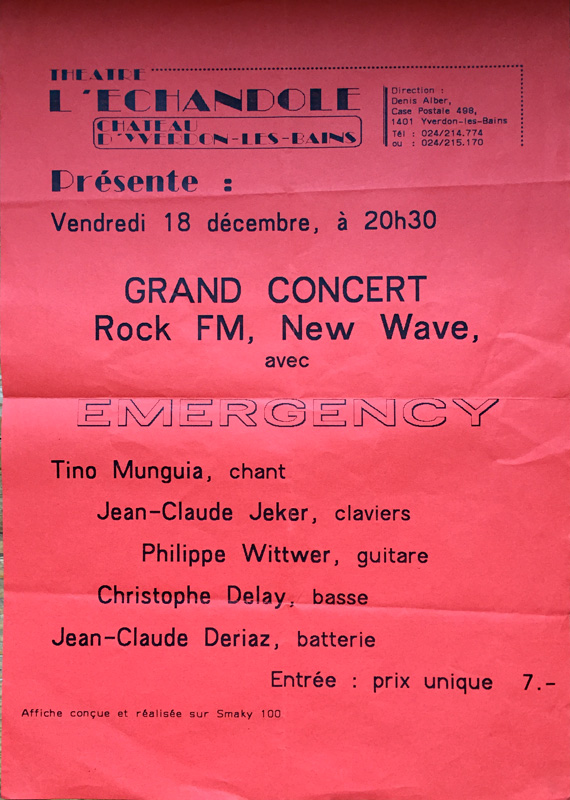 THEATRE
L'ECHANDOLE
CHATEAU
D'YVERDON-LES-BAINS
Direction :
Denis Alber,
Case Postale 498,
1401 Yverdon-les-Bains
Tél : 024/214.774
ou : 024/215.170
Présente :
Vendredi 18 décembre, à 20h30
GRAND CONCERT
Rock FM, New Wave,
avec
EMERGENCY
Tino Munguia, chant
Jean-Claude Jeker, claviers
Philippe Wittwer, guitare
Christophe Delay, basse
Jean-Claude Deriaz, batterie
Entrée : prix unique 7.-
Affiche conçue et réalisée sur Smaky 100